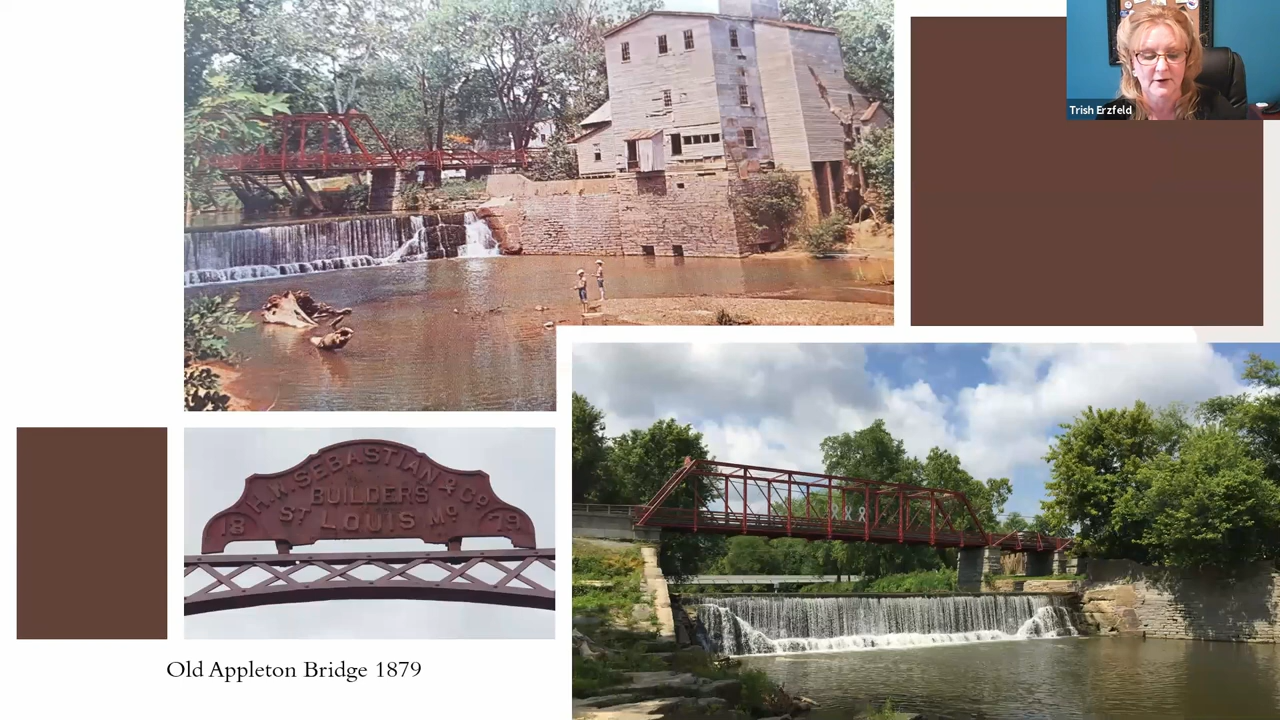 Trish Erzfeld
H.W. SEBASTIAN & CO
BUILDERS
ST. LOUIS MO
18 79
Old Appleton Bridge 1879